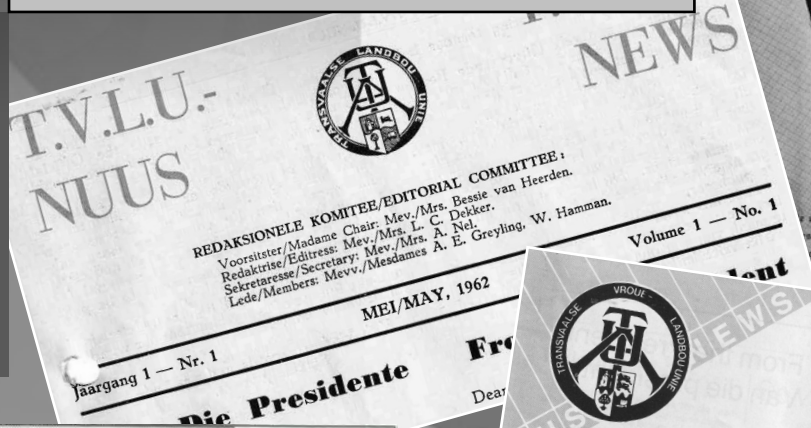 T.V.L.U.-
NUUS
TRANSVAALSE LANDBOU UNIE
NEWS
REDAKSIONELE KOMITEE/EDITORIAL COMMITTEE:
Voorsitster/Madame Chair: Mev./Mrs. Bessie van Heerden.
Redaktrise/Editress: Mev./Mrs. L. C. Dekker.
Sekretaresse/Secretary: Mev./Mrs. A. Nel.
Lede/Members: Mevv./Mesdames A. E. Greyling, W. Hamman.
Jaargang 1 — Nr. 1
MEI/MAY, 1962
Volume 1 — No. 1
Die Presidente
TRANSVAALSE VROUE- LANDBOU UNIE
NEWS